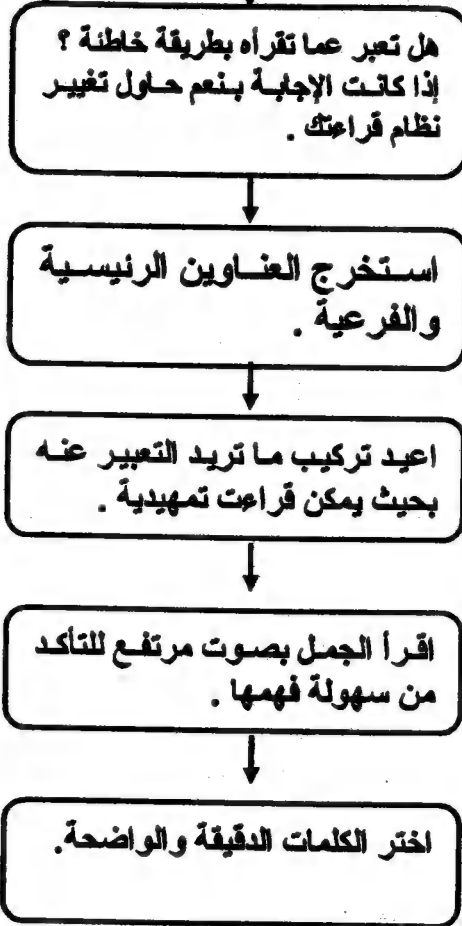 هل تعبر عما تقرأه بطريقة خاطئة ؟
إذا كانت الإجابة بنعم حاول تغيير
نظام قراءتك .
استخرج العناوين الرئيسية
والفرعية .
اعيد تركيب ما تريد التعبير عنه
بحيث يمكن قراءت تمهيدية .
اقرأ الجمل بصوت مرتفع للتأكد
من سهولة فهمها .
اختر الكلمات الدقيقة والواضحة.